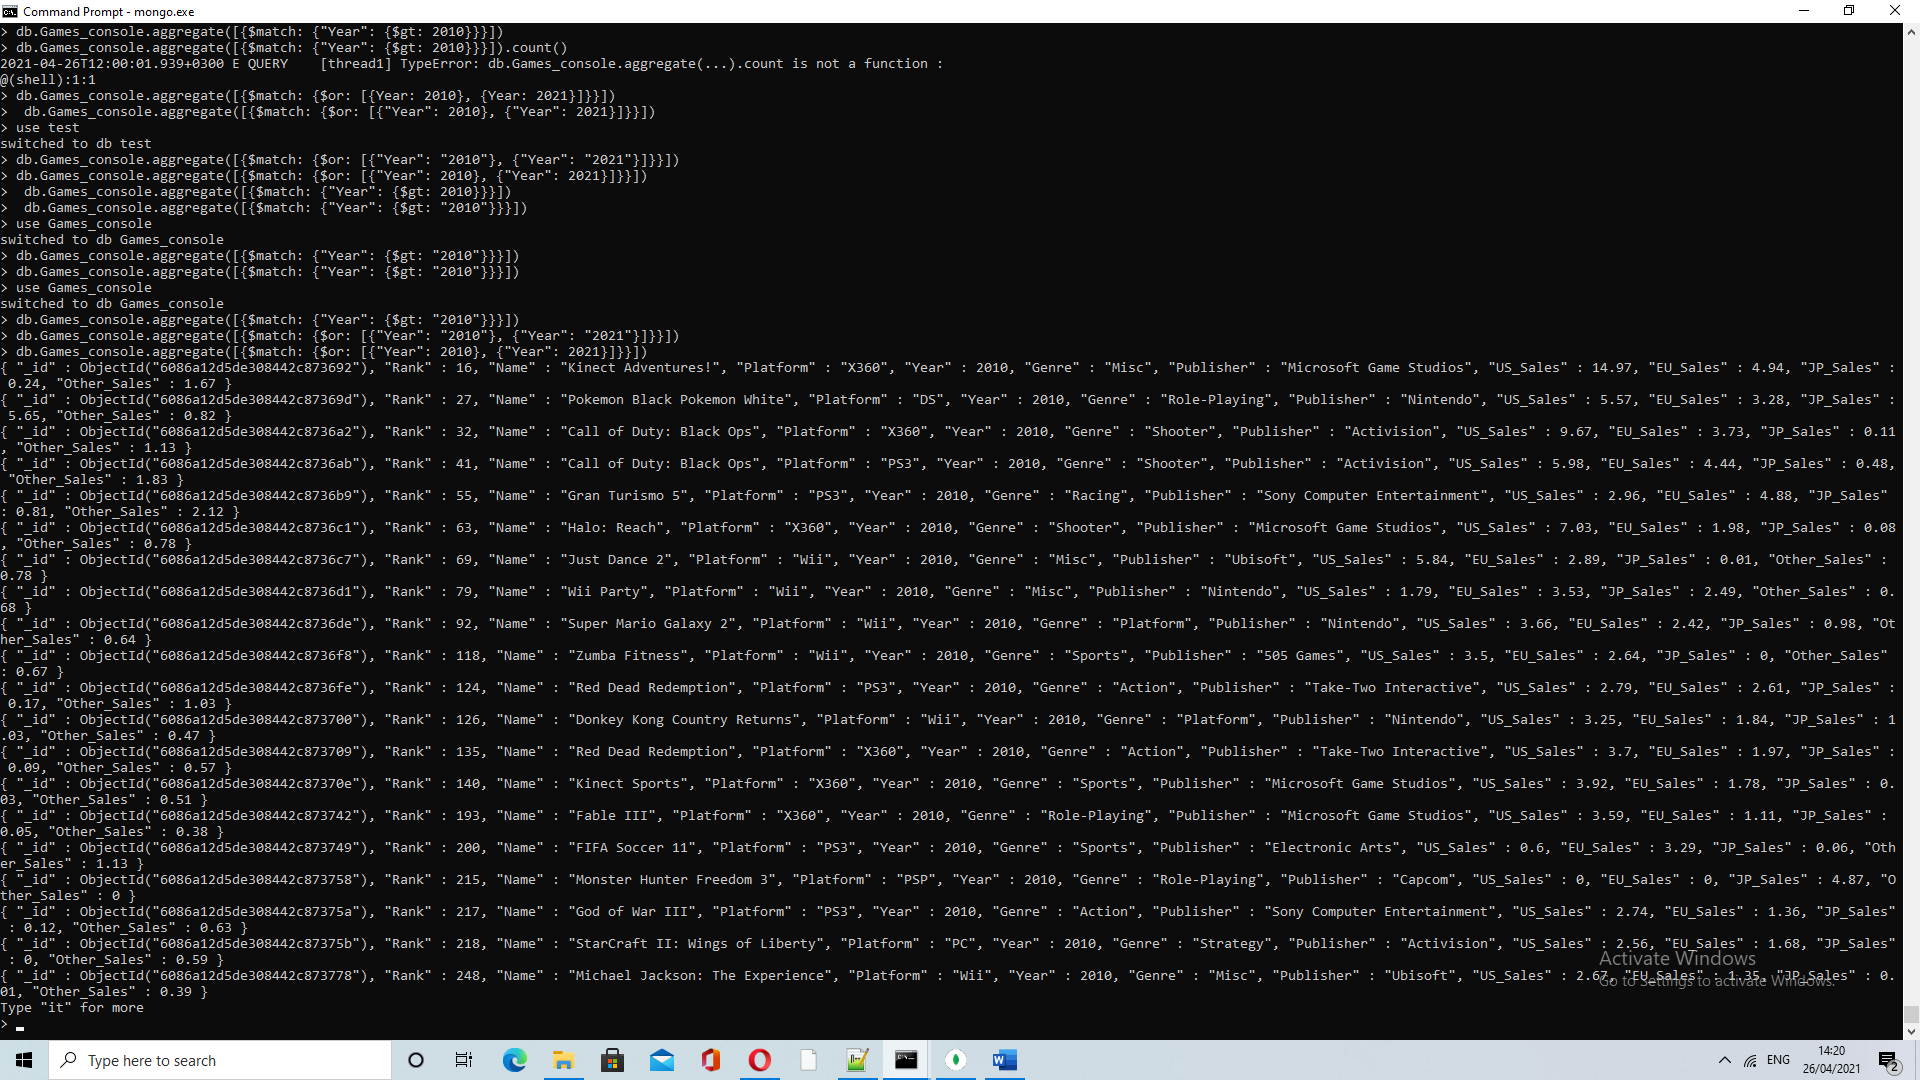 Command Prompt - mongo.exe
> db.Games_console.aggregate([{$match: {"Year": {$gt: 2010}}}])
> db.Games_console.aggregate([{$match: {"Year": {$gt: 2010}}}]).count()
2021-04-26T12:00:01.939+0300 E QUERY    [thread1] TypeError: db.Games_console.aggregate(...).count is not a function :
@(shell):1:1
> db.Games_console.aggregate([{$match: {$or: [{Year: 2010}, {Year: 2021}]}}])
>  db.Games_console.aggregate([{$match: {$or: [{"Year": 2010}, {"Year": 2021}]}}])
> use test
switched to db test
> db.Games_console.aggregate([{$match: {$or: [{"Year": "2010"}, {"Year": "2021"}]}}])
> db.Games_console.aggregate([{$match: {$or: [{"Year": 2010}, {"Year": 2021}]}}])
>  db.Games_console.aggregate([{$match: {"Year": {$gt: 2010}}}])
>  db.Games_console.aggregate([{$match: {"Year": {$gt: "2010"}}}])
> use Games_console
switched to db Games_console
> db.Games_console.aggregate([{$match: {"Year": {$gt: "2010"}}}])
> db.Games_console.aggregate([{$match: {"Year": {$gt: "2010"}}}])
> use Games_console
switched to db Games_console
> db.Games_console.aggregate([{$match: {"Year": {$gt: "2010"}}}])
> db.Games_console.aggregate([{$match: {$or: [{"Year": "2010"}, {"Year": "2021"}]}}])
> db.Games_console.aggregate([{$match: {$or: [{"Year": 2010}, {"Year": 2021}]}}])
{ "_id" : ObjectId("6086a12d5de308442c873692"), "Rank" : 16, "Name" : "Kinect Adventures!", "Platform" : "X360", "Year" : 2010, "Genre" : "Misc", "Publisher" : "Microsoft Game Studios", "US_Sales" : 14.97, "EU_Sales" : 4.94, "JP_Sales" :
 0.24, "Other_Sales" : 1.67 }
{ "_id" : ObjectId("6086a12d5de308442c87369d"), "Rank" : 27, "Name" : "Pokemon Black Pokemon White", "Platform" : "DS", "Year" : 2010, "Genre" : "Role-Playing", "Publisher" : "Nintendo", "US_Sales" : 5.57, "EU_Sales" : 3.28, "JP_Sales" :
 5.65, "Other_Sales" : 0.82 }
{ "_id" : ObjectId("6086a12d5de308442c8736a2"), "Rank" : 32, "Name" : "Call of Duty: Black Ops", "Platform" : "X360", "Year" : 2010, "Genre" : "Shooter", "Publisher" : "Activision", "US_Sales" : 9.67, "EU_Sales" : 3.73, "JP_Sales" : 0.11
, "Other_Sales" : 1.13 }
{ "_id" : ObjectId("6086a12d5de308442c8736ab"), "Rank" : 41, "Name" : "Call of Duty: Black Ops", "Platform" : "PS3", "Year" : 2010, "Genre" : "Shooter", "Publisher" : "Activision", "US_Sales" : 5.98, "EU_Sales" : 4.44, "JP_Sales" : 0.48,
 "Other_Sales" : 1.83 }
{ "_id" : ObjectId("6086a12d5de308442c8736b9"), "Rank" : 55, "Name" : "Gran Turismo 5", "Platform" : "PS3", "Year" : 2010, "Genre" : "Racing", "Publisher" : "Sony Computer Entertainment", "US_Sales" : 2.96, "EU_Sales" : 4.88, "JP_Sales"
: 0.81, "Other_Sales" : 2.12 }
{ "_id" : ObjectId("6086a12d5de308442c8736c1"), "Rank" : 63, "Name" : "Halo: Reach", "Platform" : "X360", "Year" : 2010, "Genre" : "Shooter", "Publisher" : "Microsoft Game Studios", "US_Sales" : 7.03, "EU_Sales" : 1.98, "JP_Sales" : 0.08
, "Other_Sales" : 0.78 }
{ "_id" : ObjectId("6086a12d5de308442c8736c7"), "Rank" : 69, "Name" : "Just Dance 2", "Platform" : "Wii", "Year" : 2010, "Genre" : "Misc", "Publisher" : "Ubisoft", "US_Sales" : 5.84, "EU_Sales" : 2.89, "JP_Sales" : 0.01, "Other_Sales" :
0.78 }
{ "_id" : ObjectId("6086a12d5de308442c8736d1"), "Rank" : 79, "Name" : "Wii Party", "Platform" : "Wii", "Year" : 2010, "Genre" : "Misc", "Publisher" : "Nintendo", "US_Sales" : 1.79, "EU_Sales" : 3.53, "JP_Sales" : 2.49, "Other_Sales" : 0.
68 }
{ "_id" : ObjectId("6086a12d5de308442c8736de"), "Rank" : 92, "Name" : "Super Mario Galaxy 2", "Platform" : "Wii", "Year" : 2010, "Genre" : "Platform", "Publisher" : "Nintendo", "US_Sales" : 3.66, "EU_Sales" : 2.42, "JP_Sales" : 0.98, "Ot
her_Sales" : 0.64 }
{ "_id" : ObjectId("6086a12d5de308442c8736f8"), "Rank" : 118, "Name" : "Zumba Fitness", "Platform" : "Wii", "Year" : 2010, "Genre" : "Sports", "Publisher" : "505 Games", "US_Sales" : 3.5, "EU_Sales" : 2.64, "JP_Sales" : 0, "Other_Sales"
: 0.67 }
{ "_id" : ObjectId("6086a12d5de308442c8736fe"), "Rank" : 124, "Name" : "Red Dead Redemption", "Platform" : "PS3", "Year" : 2010, "Genre" : "Action", "Publisher" : "Take-Two Interactive", "US_Sales" : 2.79, "EU_Sales" : 2.61, "JP_Sales" :
 0.17, "Other_Sales" : 1.03 }
{ "_id" : ObjectId("6086a12d5de308442c873700"), "Rank" : 126, "Name" : "Donkey Kong Country Returns", "Platform" : "Wii", "Year" : 2010, "Genre" : "Platform", "Publisher" : "Nintendo", "US_Sales" : 3.25, "EU_Sales" : 1.84, "JP_Sales" : 1
.03, "Other_Sales" : 0.47 }
{ "_id" : ObjectId("6086a12d5de308442c873709"), "Rank" : 135, "Name" : "Red Dead Redemption", "Platform" : "X360", "Year" : 2010, "Genre" : "Action", "Publisher" : "Take-Two Interactive", "US_Sales" : 3.7, "EU_Sales" : 1.97, "JP_Sales" :
 0.09, "Other_Sales" : 0.57 }
{ "_id" : ObjectId("6086a12d5de308442c87370e"), "Rank" : 140, "Name" : "Kinect Sports", "Platform" : "X360", "Year" : 2010, "Genre" : "Sports", "Publisher" : "Microsoft Game Studios", "US_Sales" : 3.92, "EU_Sales" : 1.78, "JP_Sales" : 0.
03, "Other_Sales" : 0.51 }
{ "_id" : ObjectId("6086a12d5de308442c873742"), "Rank" : 193, "Name" : "Fable III", "Platform" : "X360", "Year" : 2010, "Genre" : "Role-Playing", "Publisher" : "Microsoft Game Studios", "US_Sales" : 3.59, "EU_Sales" : 1.11, "JP_Sales" :
0.05, "Other_Sales" : 0.38 }
{ "_id" : ObjectId("6086a12d5de308442c873749"), "Rank" : 200, "Name" : "FIFA Soccer 11", "Platform" : "PS3", "Year" : 2010, "Genre" : "Sports", "Publisher" : "Electronic Arts", "US_Sales" : 0.6, "EU_Sales" : 3.29, "JP_Sales" : 0.06, "Oth
er_Sales" : 1.13 }
{ "_id" : ObjectId("6086a12d5de308442c873758"), "Rank" : 215, "Name" : "Monster Hunter Freedom 3", "Platform" : "PSP", "Year" : 2010, "Genre" : "Role-Playing", "Publisher" : "Capcom", "US_Sales" : 0, "EU_Sales" : 0, "JP_Sales" : 4.87, "O
ther_Sales" : 0 }
{ "_id" : ObjectId("6086a12d5de308442c87375a"), "Rank" : 217, "Name" : "God of War III", "Platform" : "PS3", "Year" : 2010, "Genre" : "Action", "Publisher" : "Sony Computer Entertainment", "US_Sales" : 2.74, "EU_Sales" : 1.36, "JP_Sales"
 : 0.12, "Other_Sales" : 0.63 }
{ "_id" : ObjectId("6086a12d5de308442c87375b"), "Rank" : 218, "Name" : "StarCraft II: Wings of Liberty", "Platform" : "PC", "Year" : 2010, "Genre" : "Strategy", "Publisher" : "Activision", "US_Sales" : 2.56, "EU_Sales" : 1.68, "JP_Sales"
 : 0, "Other_Sales" : 0.59 }
{ "_id" : ObjectId("6086a12d5de308442c873778"), "Rank" : 248, "Name" : "Michael Jackson: The Experience", "Platform" : "Wii", "Year" : 2010, "Genre" : "Misc", "Publisher" : "Ubisoft", "US_Sales" : 2.67, "EU_Sales" : 1.35, "JP_Sales" : 0.
01, "Other_Sales" : 0.39 }
Type "it" for more
>
Activate Windows
Go to Settings to activate Windows.
Type here to search
ENG
14:20
26/04/2021
2